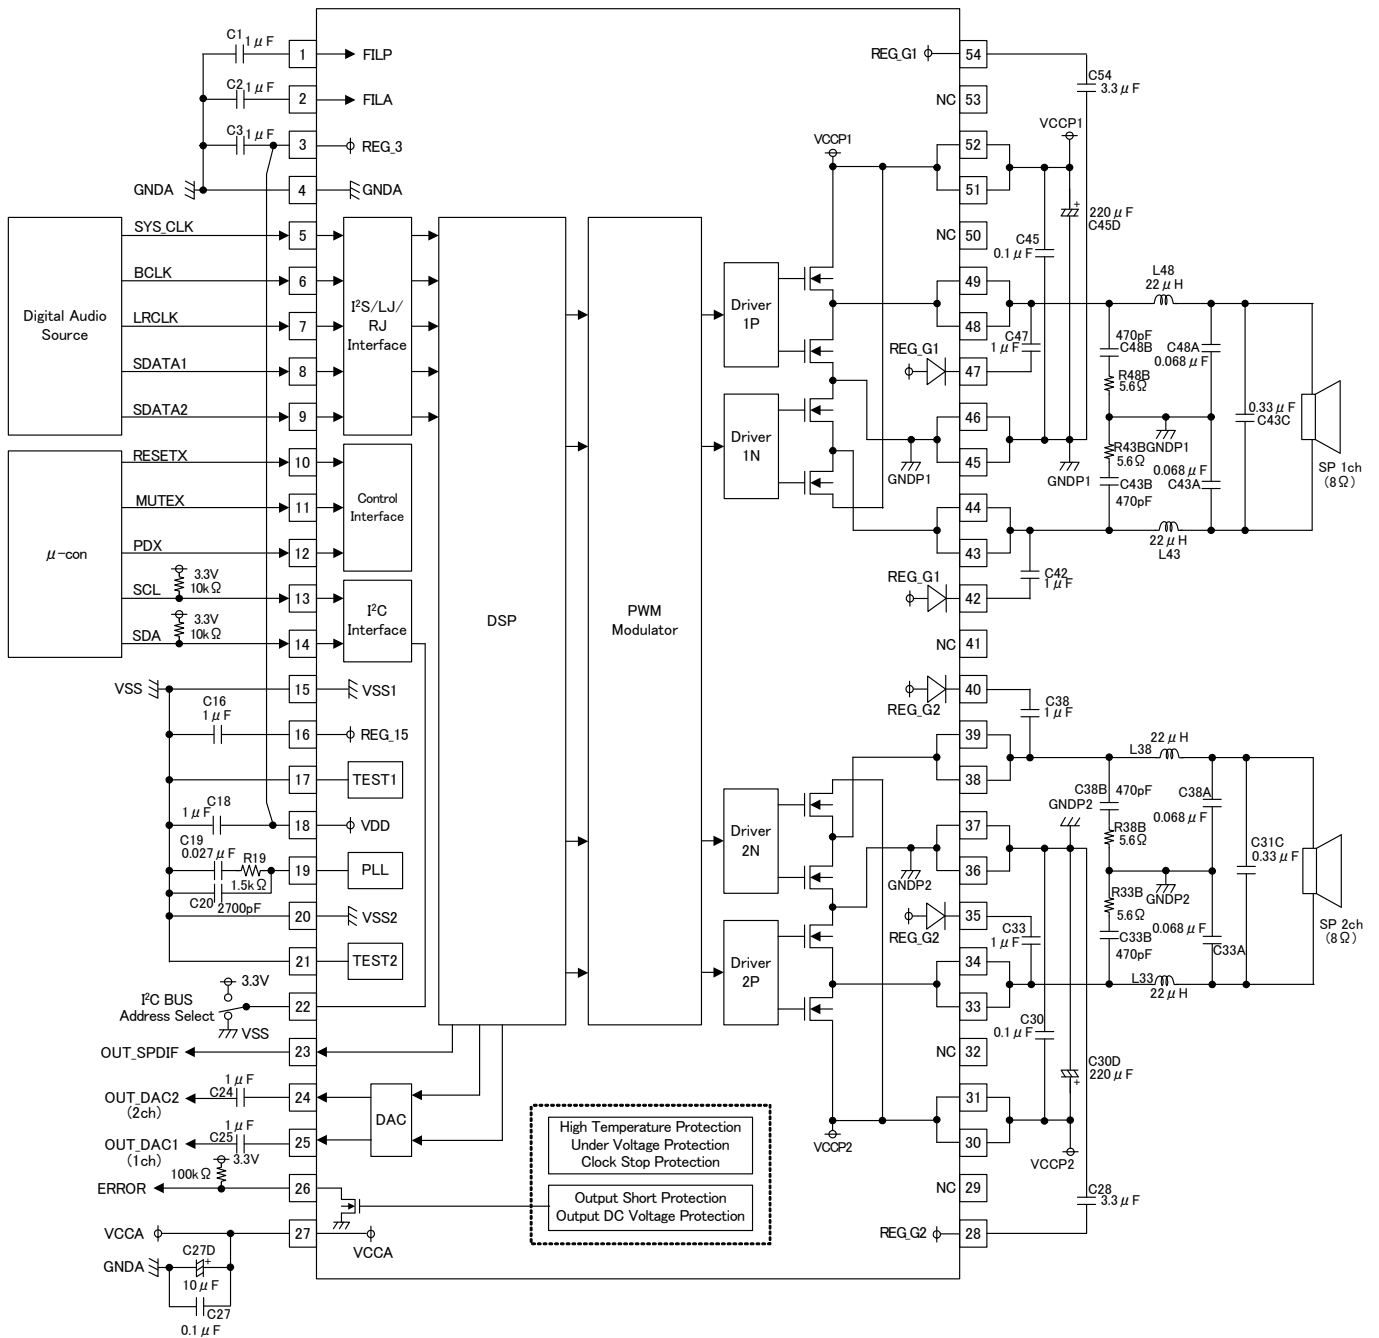 C1
1μF
1
FILP
C2
1μF
2
FILA
C3
1μF
3
REG_3
GNDA
4
GNDA
Digital Audio
Source
SYS_CLK
5
BCLK
6
LRCLK
7
SDATA1
8
SDATA2
9
I²S/LJ/
RJ
Interface
μ-con
RESETX
10
MUTEX
11
PDX
12
Control
Interface
3.3V
10kΩ
SCL
13
3.3V
10kΩ
SDA
14
I²C
Interface
VSS
15
VSS1
C16
1μF
16
REG_15
17
TEST1
C18
1μF
18
VDD
C19
0.027μF
R19
1.5kΩ
19
PLL
C20
2700pF
20
VSS2
21
TEST2
3.3V
I²C BUS
Address Select
VSS
22
OUT_SPDIF
23
1μF
C24
OUT_DAC2
(2ch)
24
1μF
C25
OUT_DAC1
(1ch)
25
DAC
3.3V
100kΩ
ERROR
26
VCCA
27
VCCA
GNDA
C27D
+
10μF
C27
0.1μF
DSP
PWM
Modulator
Driver
1P
Driver
1N
Driver
2N
Driver
2P
High Temperature Protection
Under Voltage Protection
Clock Stop Protection
Output Short Protection
Output DC Voltage Protection
REG_G1
54
C54
3.3μF
NC
53
VCCP1
VCCP1
52
51
+
220μF
C45D
NC
50
C45
0.1μF
49
48
C47
1μF
L48
22μH
REG_G1
47
470pF
C48B
C48A
0.068μF
R48B
5.6Ω
0.33μF
C43C
46
45
GNDP1
GNDP1
GNDP1
R43B
5.6Ω
0.068μF
C43A
C43B
470pF
SP 1ch
(8Ω)
44
43
22μH
L43
REG_G1
42
C42
1μF
NC
41
REG_G2
40
C38
1μF
39
38
22μH
L38
C38B
470pF
C38A
0.068μF
GNDP2
R38B
5.6Ω
37
36
GNDP2
GNDP2
C31C
0.33μF
R33B
5.6Ω
C33B
470pF
0.068μF
C33A
SP 2ch
(8Ω)
REG_G2
35
C33
1μF
34
33
L33
22μH
C30
0.1μF
NC
32
C30D
220μF
+
31
30
VCCP2
VCCP2
NC
29
C28
3.3μF
REG_G2
28